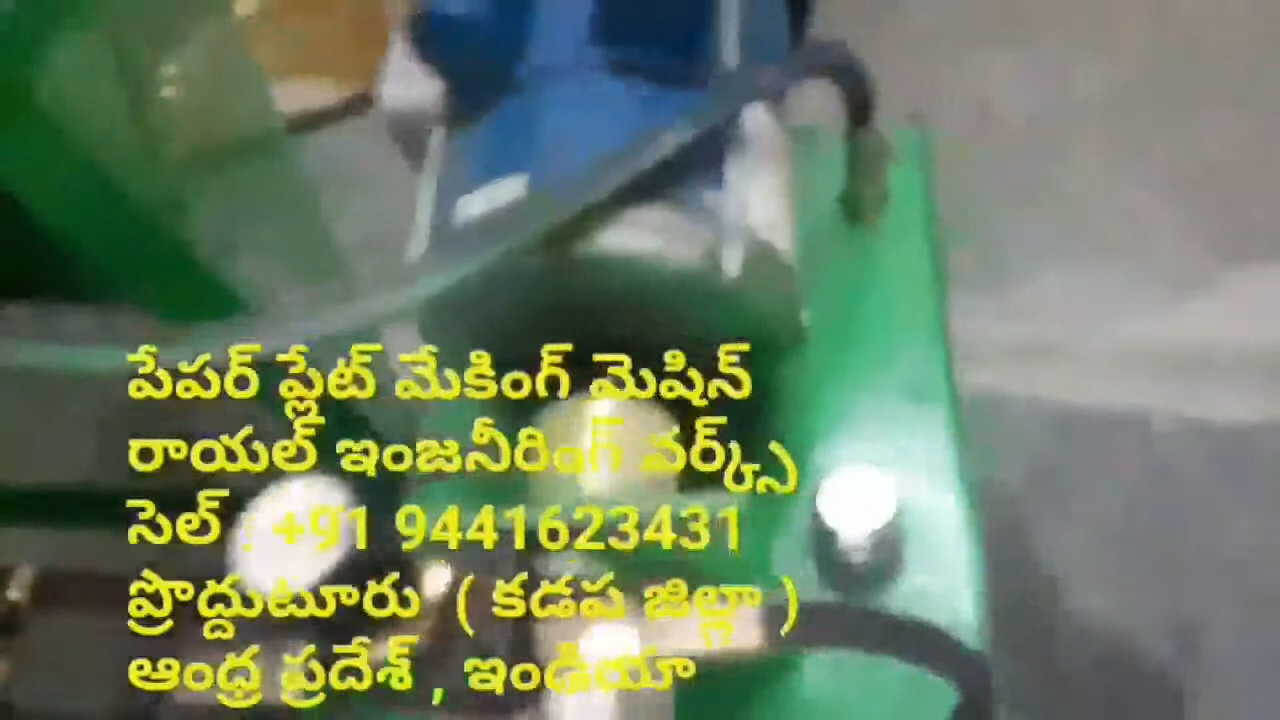 పేపర్ ప్లేట్ మేకింగ్ మెషిన్
రాయల్ ఇంజనీరింగ్ వర్క్స్
సెల్ : +91 9441623431
ప్రొద్దుటూరు ( కడప జిల్లా )
ఆంధ్ర ప్రదేశ్ , ఇండియా